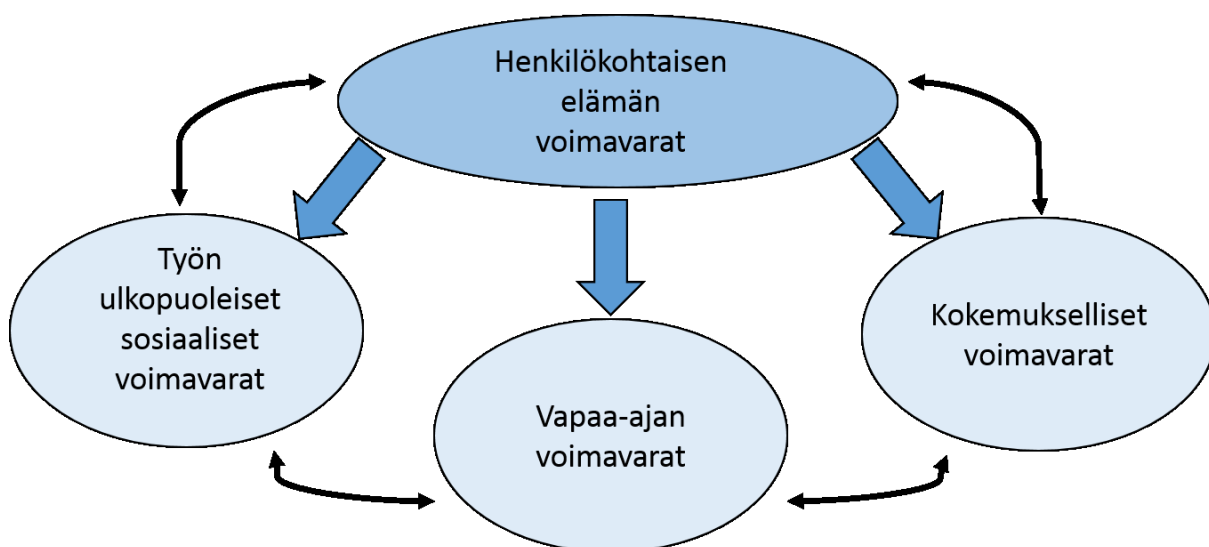 Henkilökohtaisen
elämän
voimavarat
Työn
ulkopuoleiset
sosiaaliset
voimavarat
Vapaa-ajan
voimavarat
Kokemukselliset
voimavarat